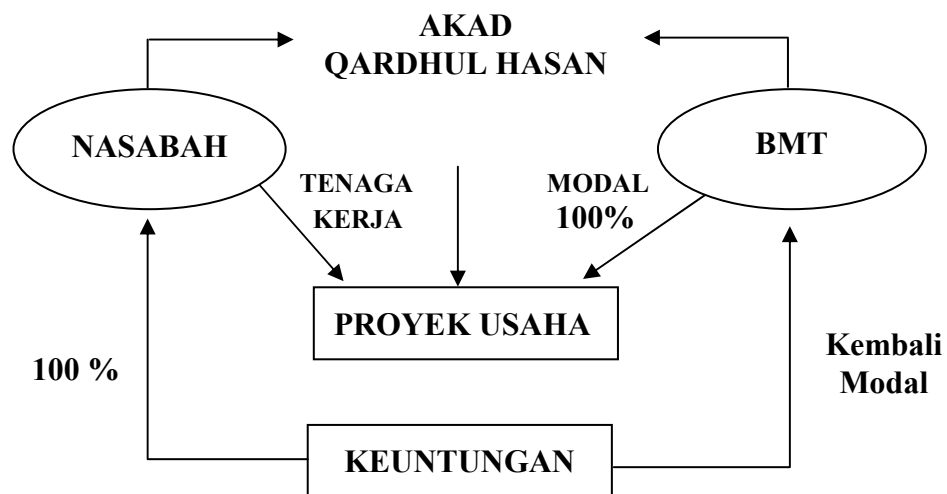 AKAD
QARDHUL HASAN
NASABAH
BMT
TENAGA
KERJA
MODAL
100%
PROYEK USAHA
100 %
Kembali
Modal
KEUNTUNGAN